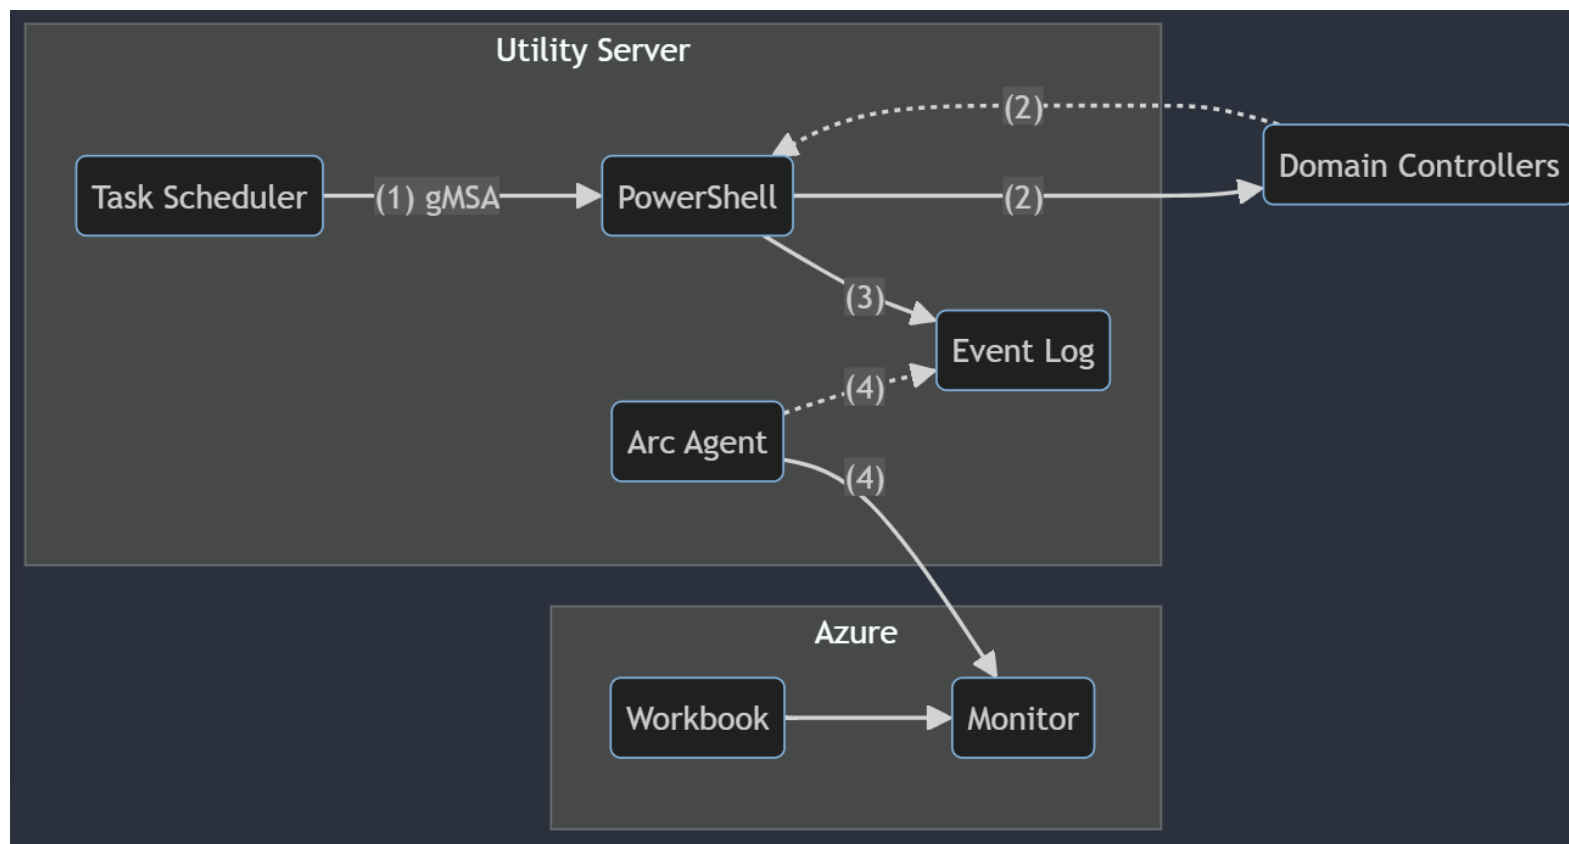 Utility Server
(2)
Domain Controllers
Task Scheduler
(1) gMSA
PowerShell
(2)
(3)
Event Log
(4)
Arc Agent
(4)
Azure
Workbook
Monitor